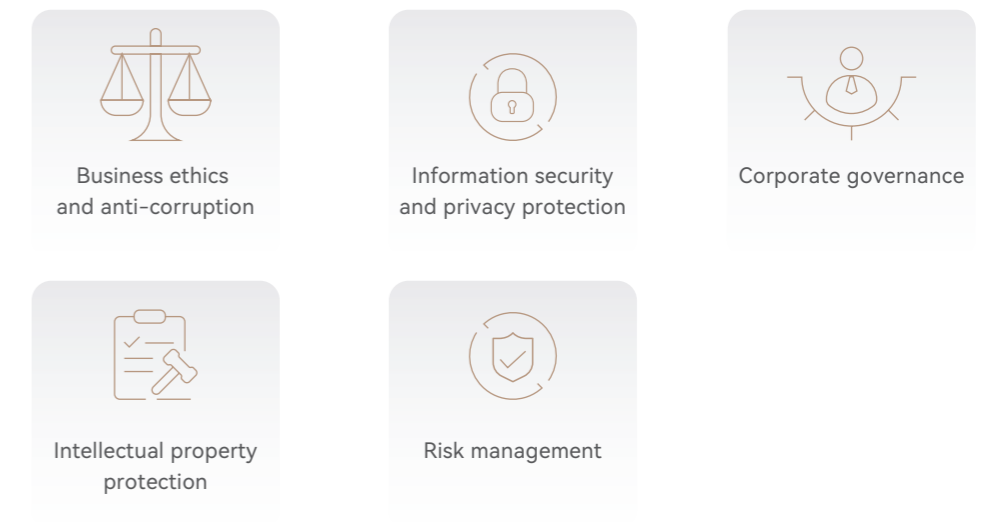 Business ethics
and anti-corruption
Information security
and privacy protection
Corporate governance
Intellectual property
protection
Risk management